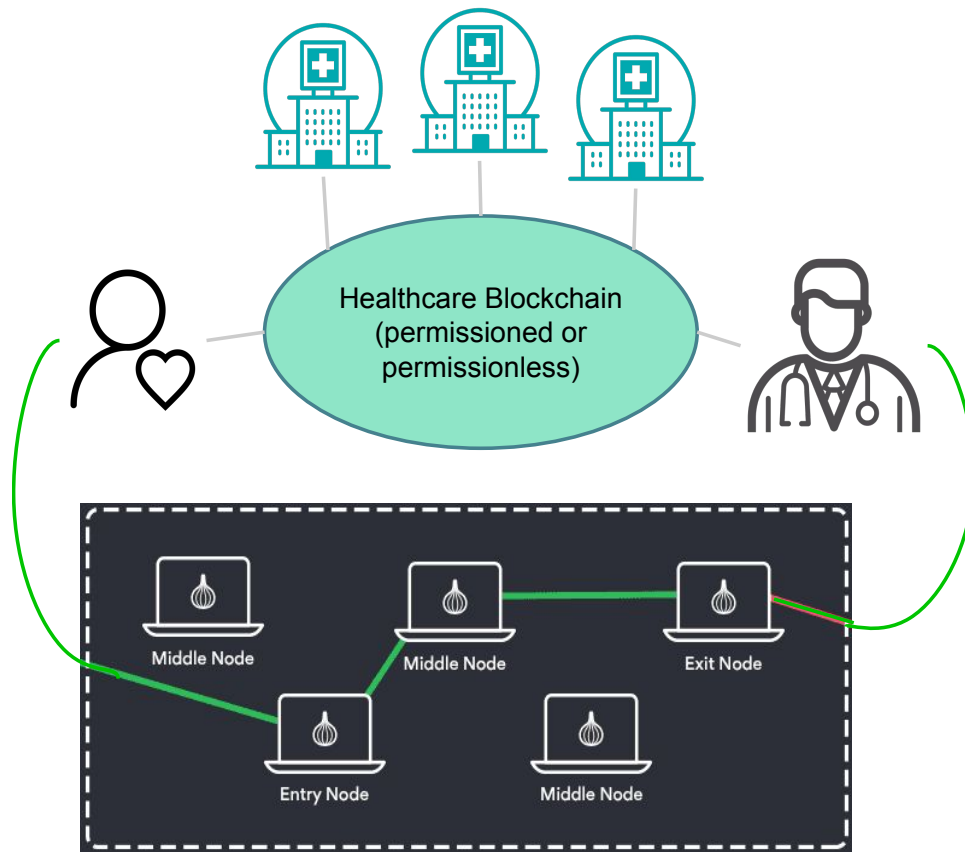 Healthcare Blockchain
(permissioned or
permissionless)
Middle Node
Middle Node
Exit Node
Entry Node
Middle Node